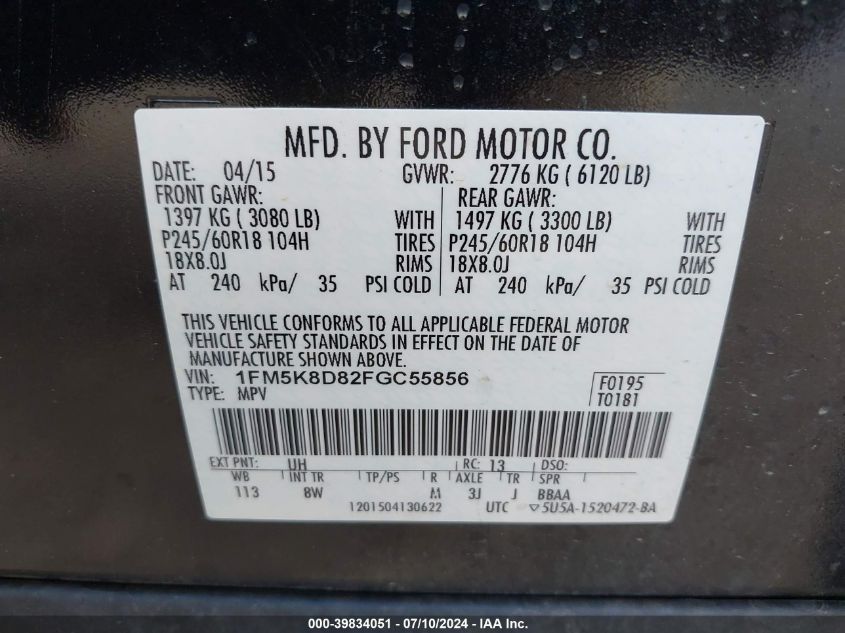 MFD. BY FORD MOTOR CO.
DATE: 04/15 GVWR: 2776 KG ( 6120 LB)
FRONT GAWR: REAR GAWR:
1397 KG ( 3080 LB) WITH 1497 KG ( 3300 LB) WITH
P245/60R18 104H TIRES P245/60R18 104H TIRES
18X8.0J RIMS 18X8.0J RIMS
AT 240 kPa/ 35 PSI COLD AT 240 kPa/ 35 PSI COLD
THIS VEHICLE CONFORMS TO ALL APPLICABLE FEDERAL MOTOR
VEHICLE SAFETY STANDARDS IN EFFECT ON THE DATE OF
MANUFACTURE SHOWN ABOVE.
VIN: 1FM5K8D82FGC55856 F0195
TYPE: MPV T0181
EXT PNT: UH RC: 13 DSO:
WB INT TR TP/PS R AXLE TR SPR
113 8W M 3J J BBAA
1201504130622 UTC ▽5U5A-1520472-BA
000-39834051 - 07/10/2024 - IAA Inc.